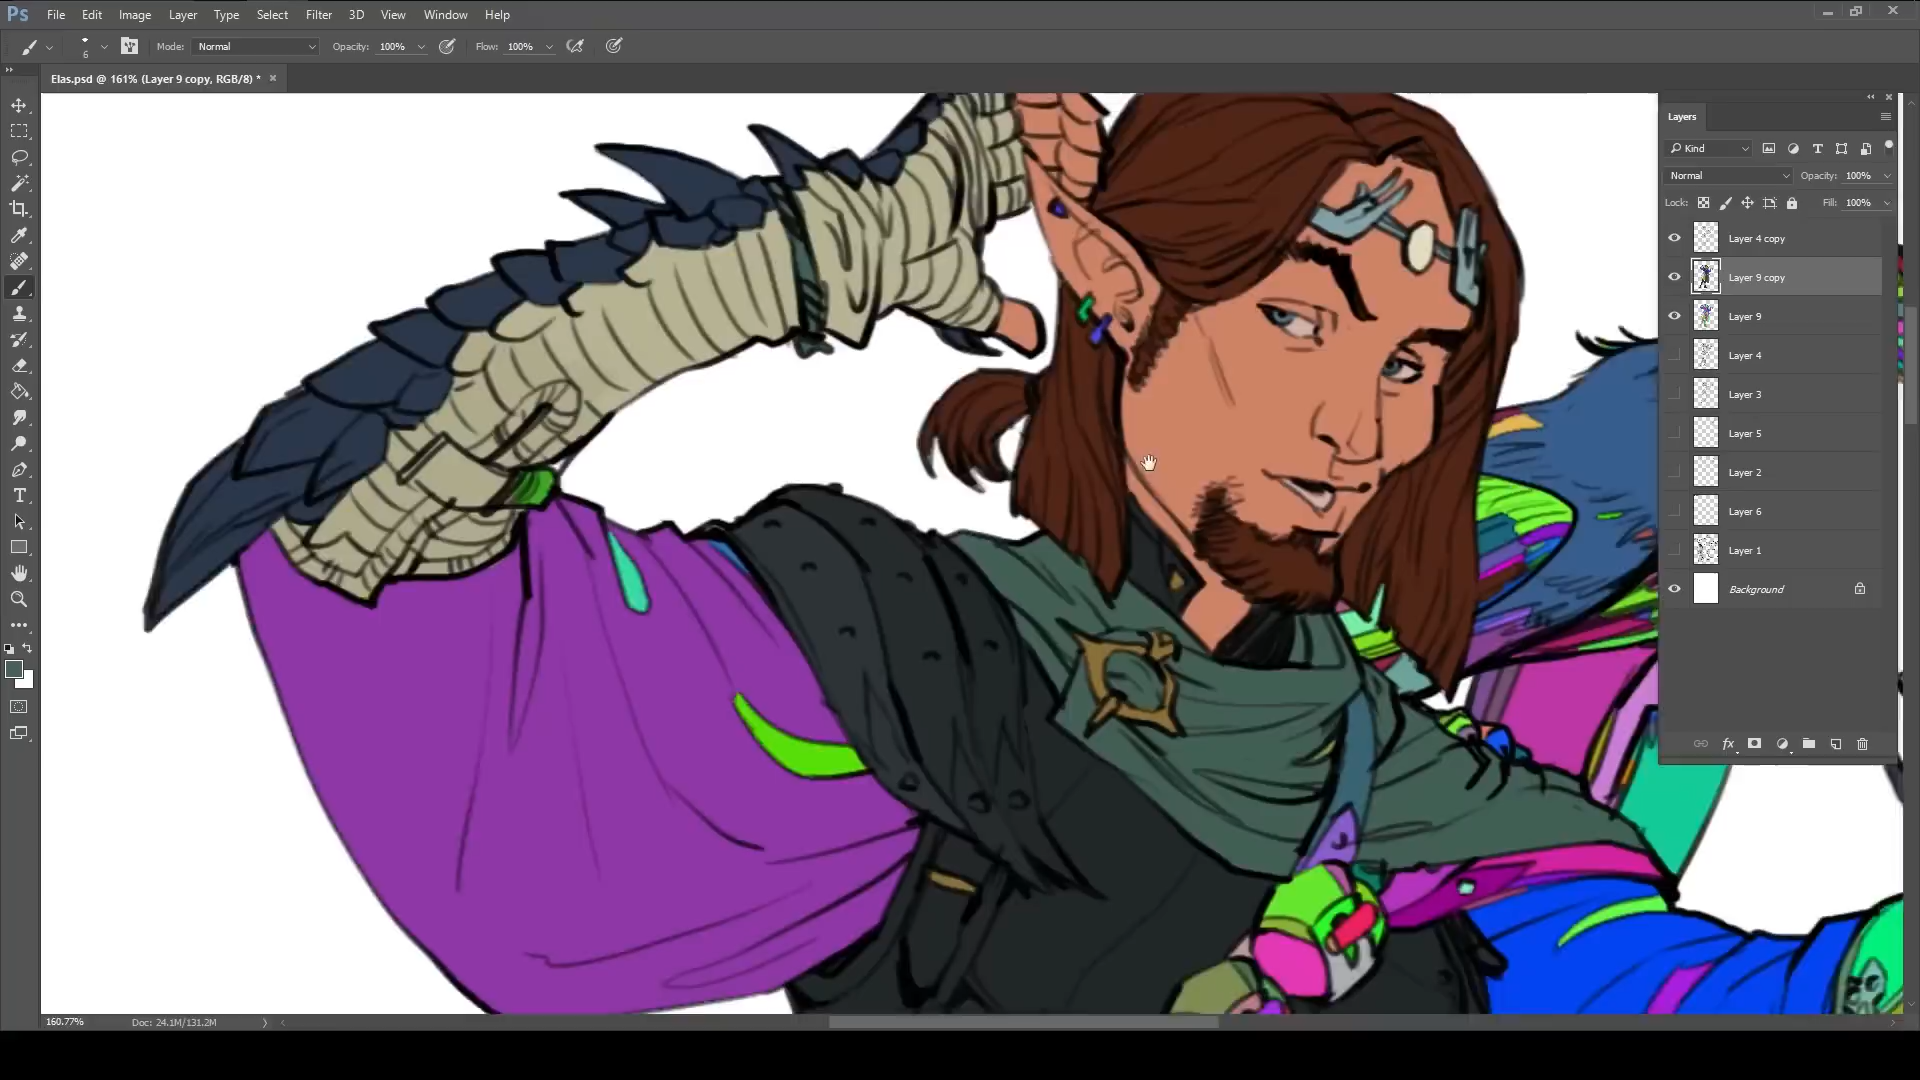 Ps File Edit Image Layer Type Select Filter 3D View Window Help
6 Mode: Normal Opacity: 100% Flow: 100%
Elas.psd @ 161% (Layer 9 copy, RGB/8) *
Layers
Kind
Normal Opacity: 100%
Lock: Fill: 100%
Layer 4 copy
Layer 9 copy
Layer 9
Layer 4
Layer 3
Layer 5
Layer 2
Layer 6
Layer 1
Background
fx
160.77% Doc: 24.1M/131.2M